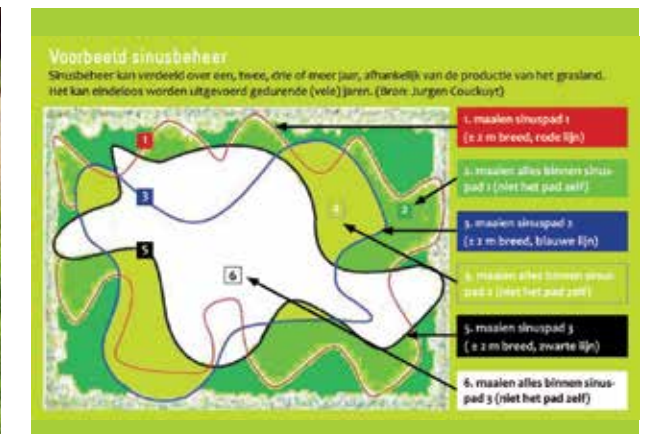 Voorbeeld sinusbeheer
Sinusbeheer kan verdeeld over een, twee, drie of meer jaar, afhankelijk van de productie van het grasland.
Het kan eindeloos worden uitgevoerd gedurende (vele) jaren. (Bron: Jurgen Couckuyt)
1
3
5
4
2
6
1. maaien sinuspad 1
(± 2 m breed, rode lijn)
2. maaien alles binnen sinus-
pad 1 (niet het pad zelf)
3. maaien sinuspad 2
(± 2 m breed, blauwe lijn)
4. maaien alles binnen sinus-
pad 2 (niet het pad zelf)
5. maaien sinuspad 3
(± 2 m breed, zwarte lijn)
6. maaien alles binnen sinus-
pad 3 (niet het pad zelf)